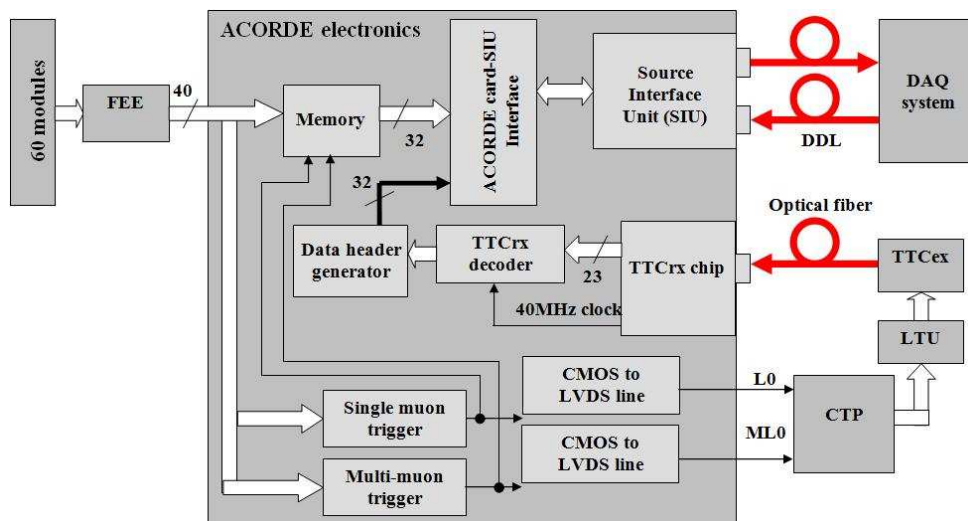 ACORDE electronics
60 modules
FEE
40
Memory
32
ACORDE card-SIU
Interface
Source
Interface
Unit (SIU)
DDL
DAQ
system
32
Data header
generator
TTCrx
decoder
23
TTCrx chip
40MHz clock
Optical fiber
TTCex
LTU
Single muon
trigger
CMOS to
LVDS line
L0
CTP
Multi-muon
trigger
CMOS to
LVDS line
ML0